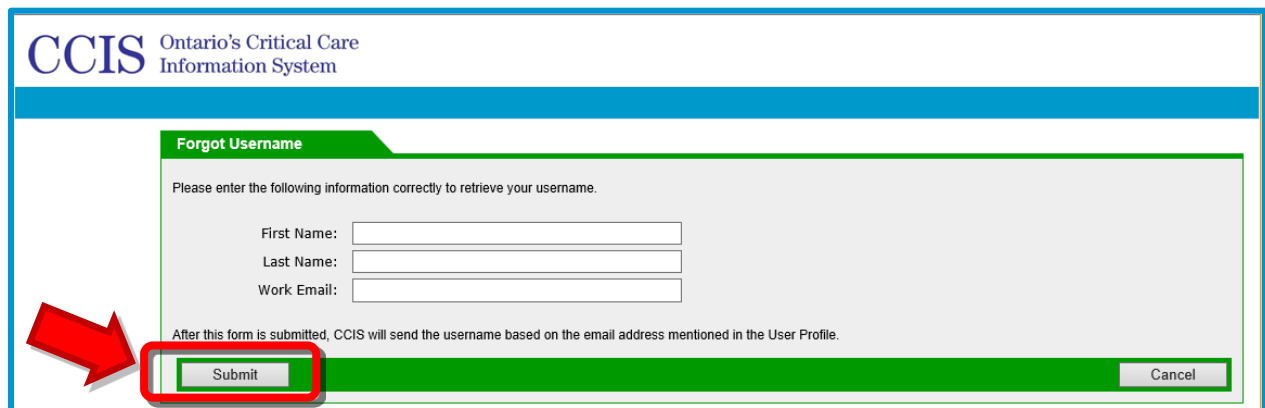 CCIS Ontario's Critical Care
Information System
Forgot Username
Please enter the following information correctly to retrieve your username.
First Name:
Last Name:
Work Email:
After this form is submitted, CCIS will send the username based on the email address mentioned in the User Profile.
Submit Cancel